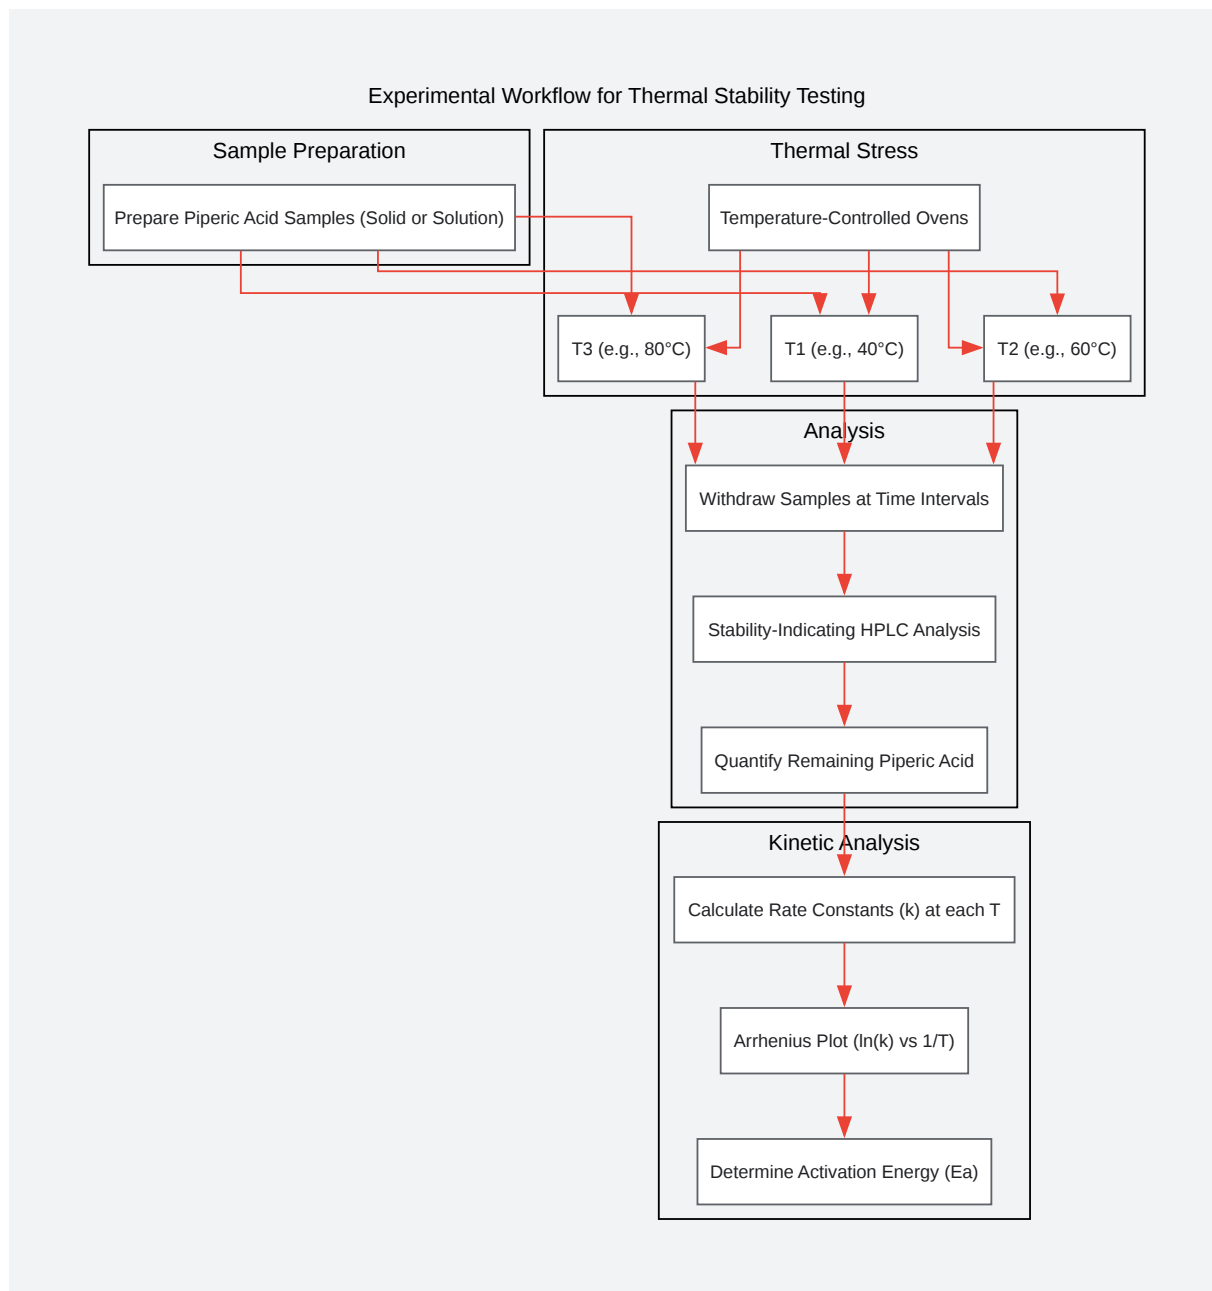 Experimental Workflow for Thermal Stability Testing
Sample Preparation
Prepare Piperic Acid Samples (Solid or Solution)
Thermal Stress
Temperature-Controlled Ovens
T3 (e.g., 80°C)
T1 (e.g., 40°C)
T2 (e.g., 60°C)
Analysis
Withdraw Samples at Time Intervals
Stability-Indicating HPLC Analysis
Quantify Remaining Piperic Acid
Kinetic Analysis
Calculate Rate Constants (k) at each T
Arrhenius Plot (ln(k) vs 1/T)
Determine Activation Energy (Ea)